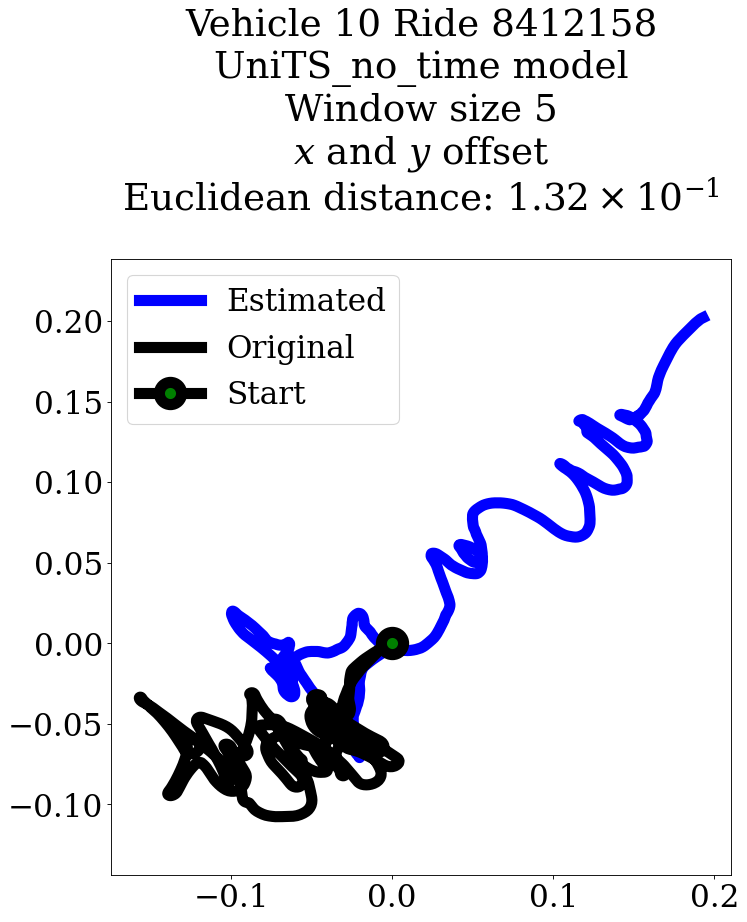 Vehicle 10 Ride 8412158
UniTS_no_time model
Window size 5
x and y offset
Euclidean distance: 1.32 × 10⁻¹
Estimated
Original
Start
0.20
0.15
0.10
0.05
0.00
−0.05
−0.10
−0.1 0.0 0.1 0.2